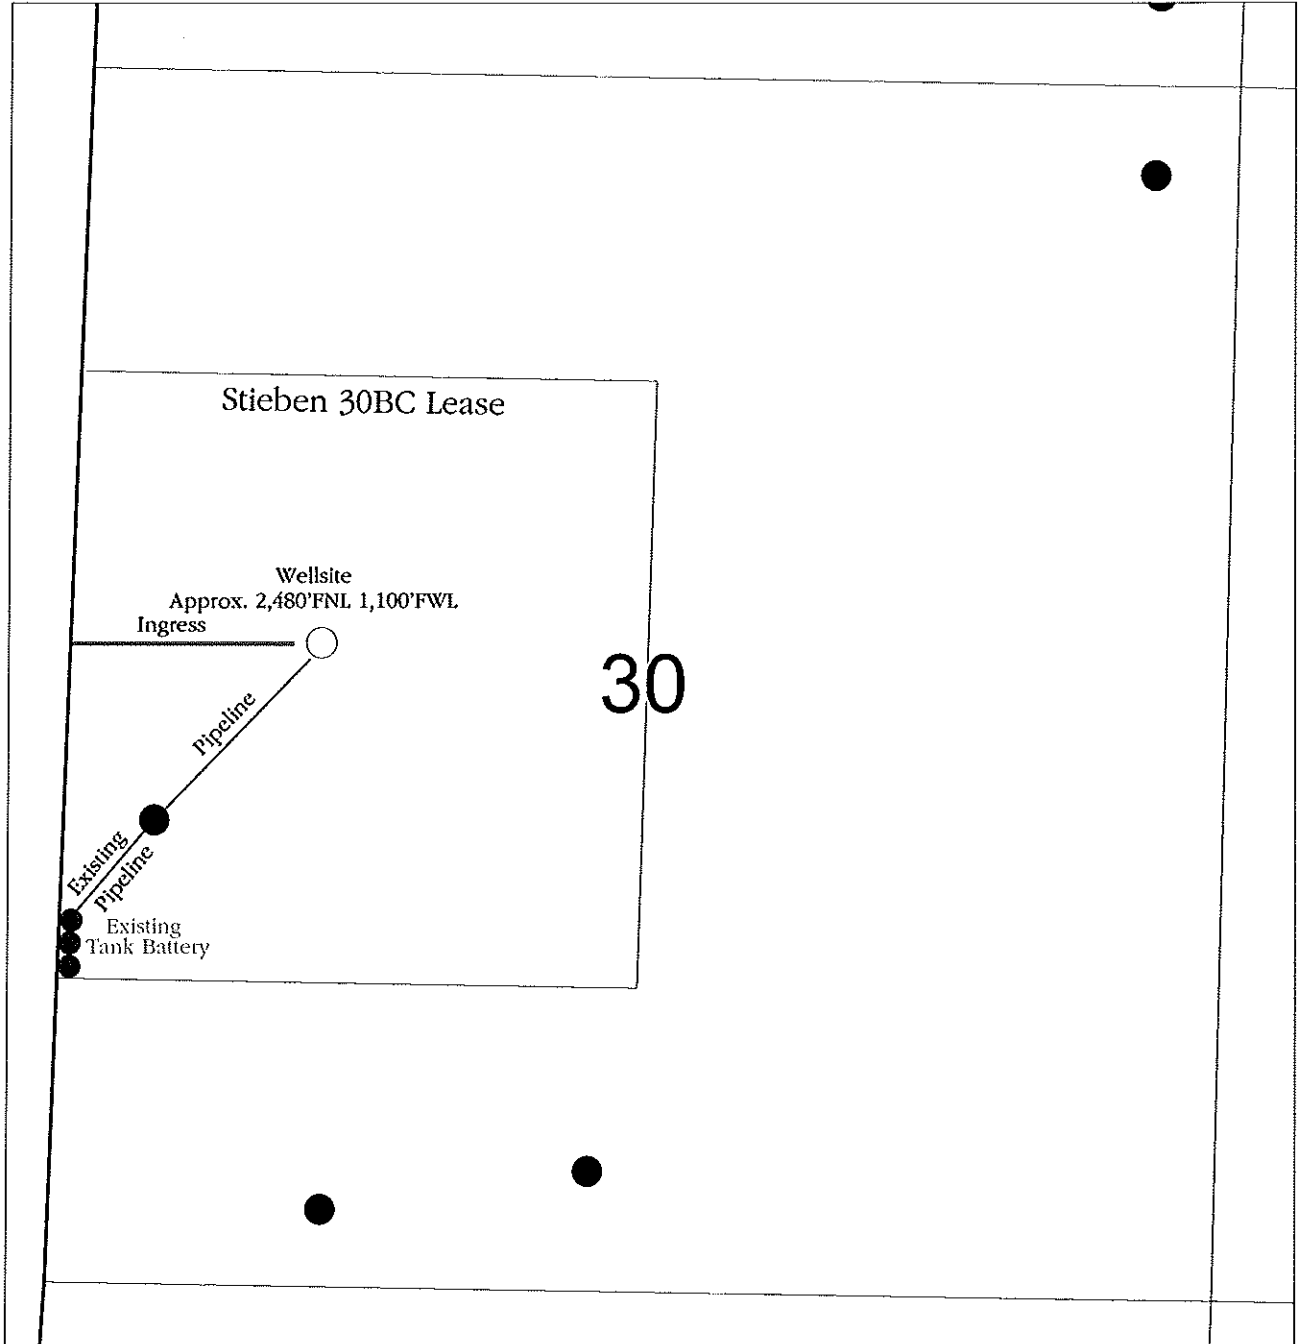 Stieben 30BC Lease
Wellsite
Approx. 2,480'FNL 1,100'FWL
Ingress
30
Pipeline
Existing
Pipeline
Existing
Tank Battery